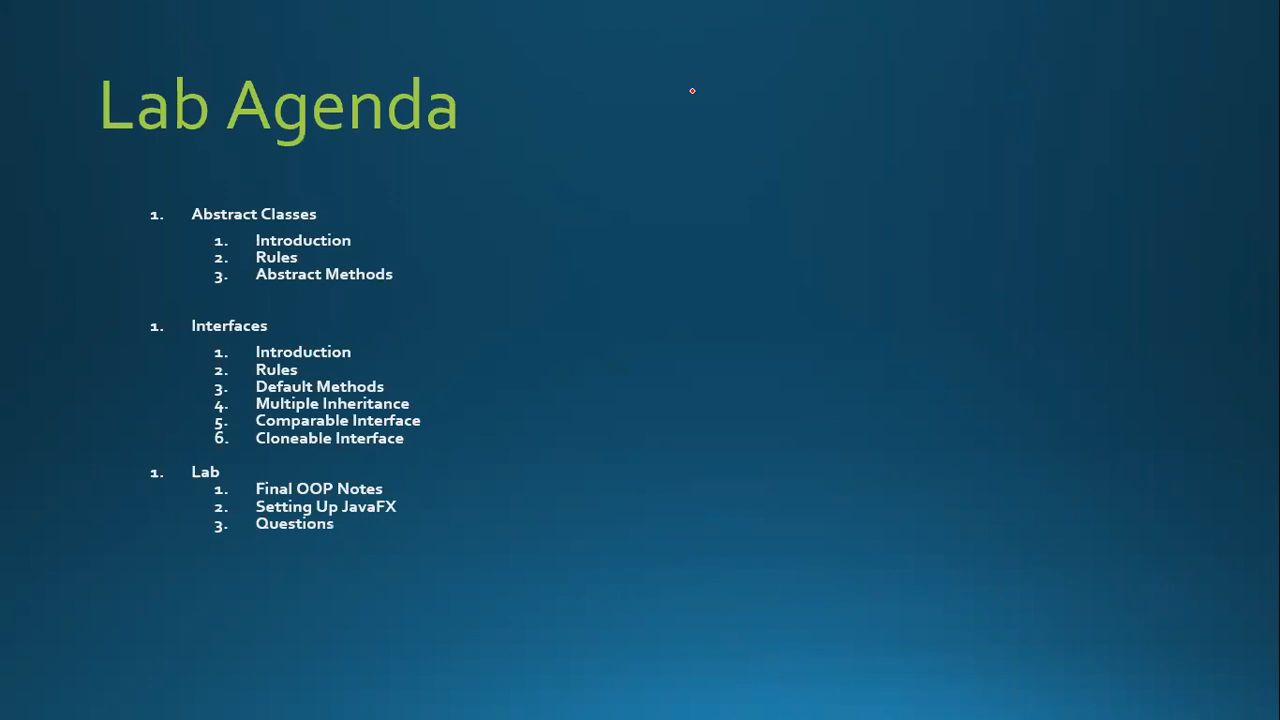 Lab Agenda
1. Abstract Classes
1. Introduction
2. Rules
3. Abstract Methods
1. Interfaces
1. Introduction
2. Rules
3. Default Methods
4. Multiple Inheritance
5. Comparable Interface
6. Cloneable Interface
1. Lab
1. Final OOP Notes
2. Setting Up JavaFX
3. Questions